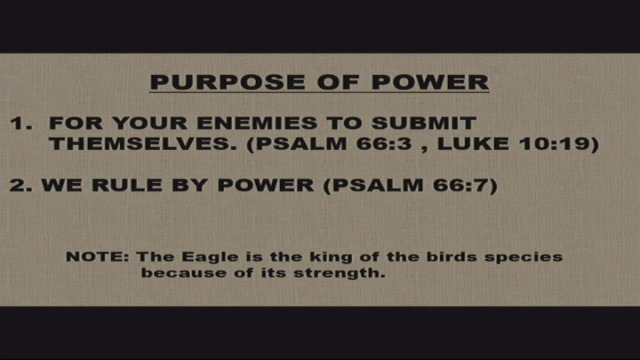 PURPOSE OF POWER
1. FOR YOUR ENEMIES TO SUBMIT
THEMSELVES. (PSALM 66:3 , LUKE 10:19)
2. WE RULE BY POWER (PSALM 66:7)
NOTE: The Eagle is the king of the birds species
because of its strength.